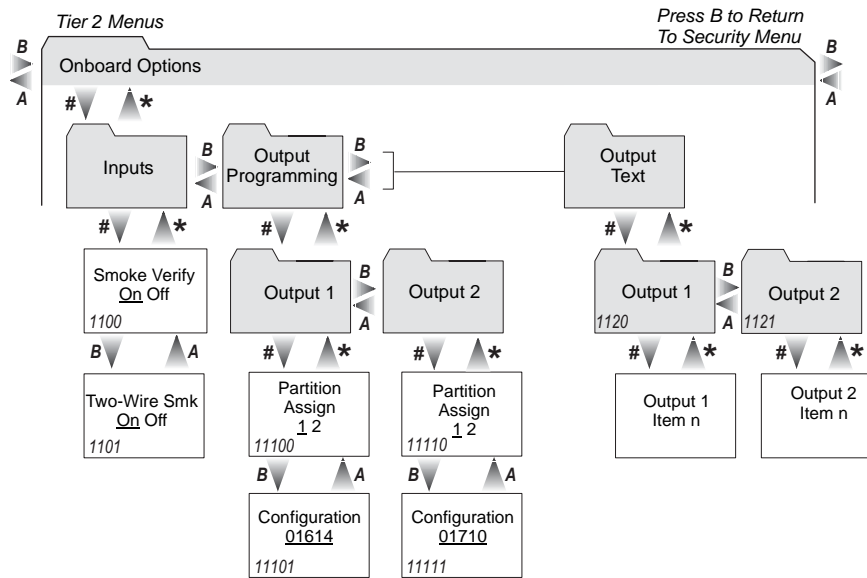 Tier 2 Menus
Press B to Return
To Security Menu
B
A
Onboard Options
B
A
#
*
Inputs
B
A
Output
Programming
B
A
Output
Text
#
*
#
*
#
*
Smoke Verify
On Off
1100
Output 1
B
A
Output 2
Output 1
1120
B
A
Output 2
1121
B
A
#
*
#
*
#
*
#
*
Two-Wire Smk
On Off
1101
Partition
Assign
1 2
11100
Partition
Assign
1 2
11110
Output 1
Item n
Output 2
Item n
B
A
B
A
Configuration
01614
11101
Configuration
01710
11111